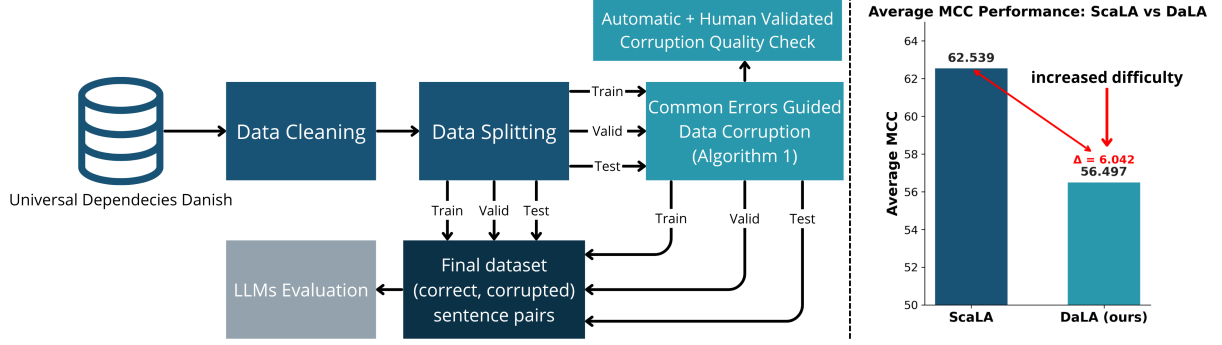 Automatic + Human Validated
Corruption Quality Check
Universal Dependecies Danish
Data Cleaning
Data Splitting
Train
Valid
Test
Common Errors Guided
Data Corruption
(Algorithm 1)
Train
Valid
Test
Train
Valid
Test
LLMs Evaluation
Final dataset
(correct, corrupted)
sentence pairs
Average MCC Performance: ScaLA vs DaLA
Average MCC
64
62
60
58
56
54
52
50
62.539
increased difficulty
Δ = 6.042
56.497
ScaLA
DaLA (ours)